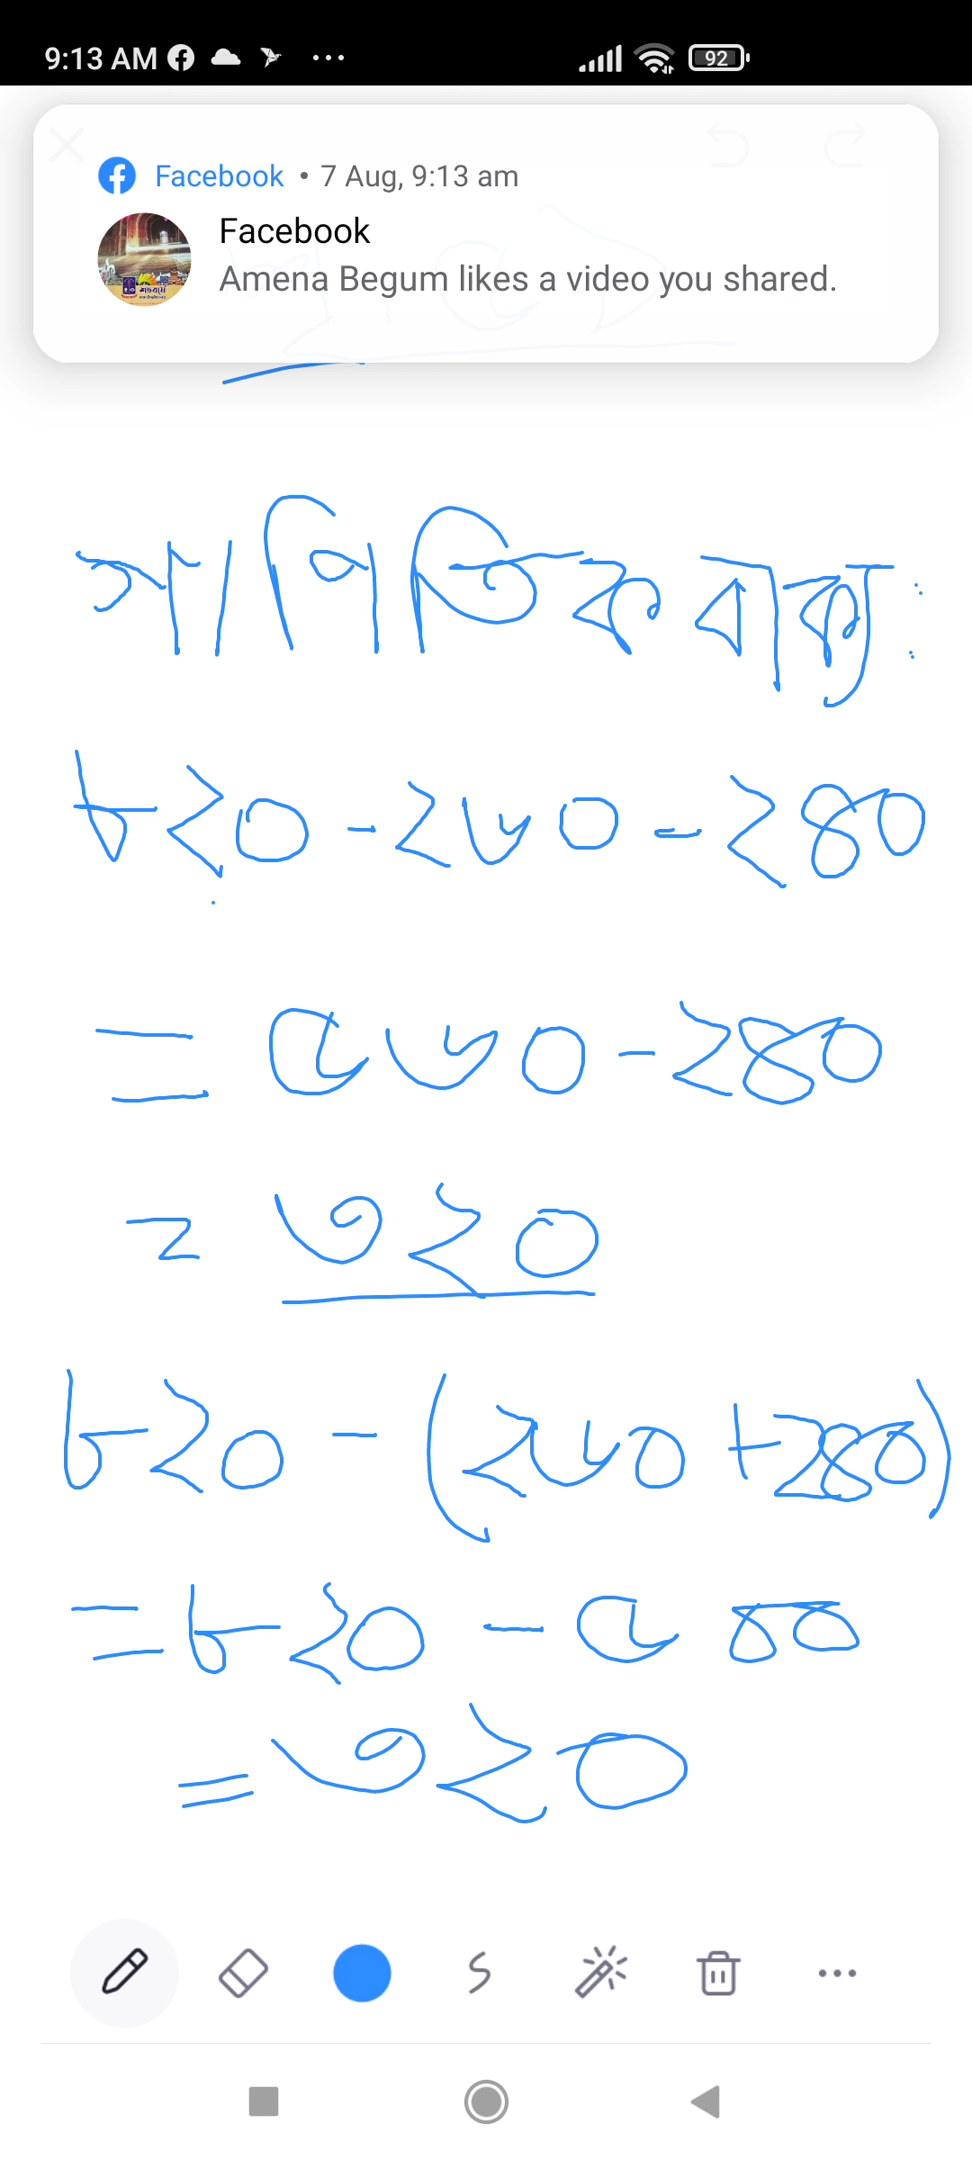 9:13 AM 92
Facebook • 7 Aug, 9:13 am
Facebook
Amena Begum likes a video you shared.
গাণিতিক বাক্য:
৮২০ - ২৬০ - ২৪০
= ৫৬০ - ২৪০
= ৩২০
৮২০ - (২৬০ + ২৪০)
= ৮২০ - ৫০০
= ৩২০